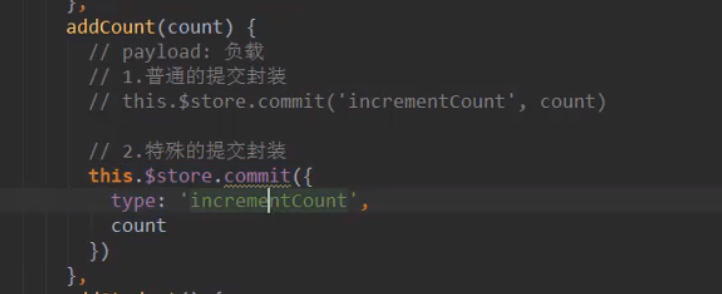 },
addCount(count) {
// payload: 负载
// 1.普通的提交封装
// this.$store.commit('incrementCount', count)
// 2.特殊的提交封装
this.$store.commit({
type: 'incrementCount',
count
})
},